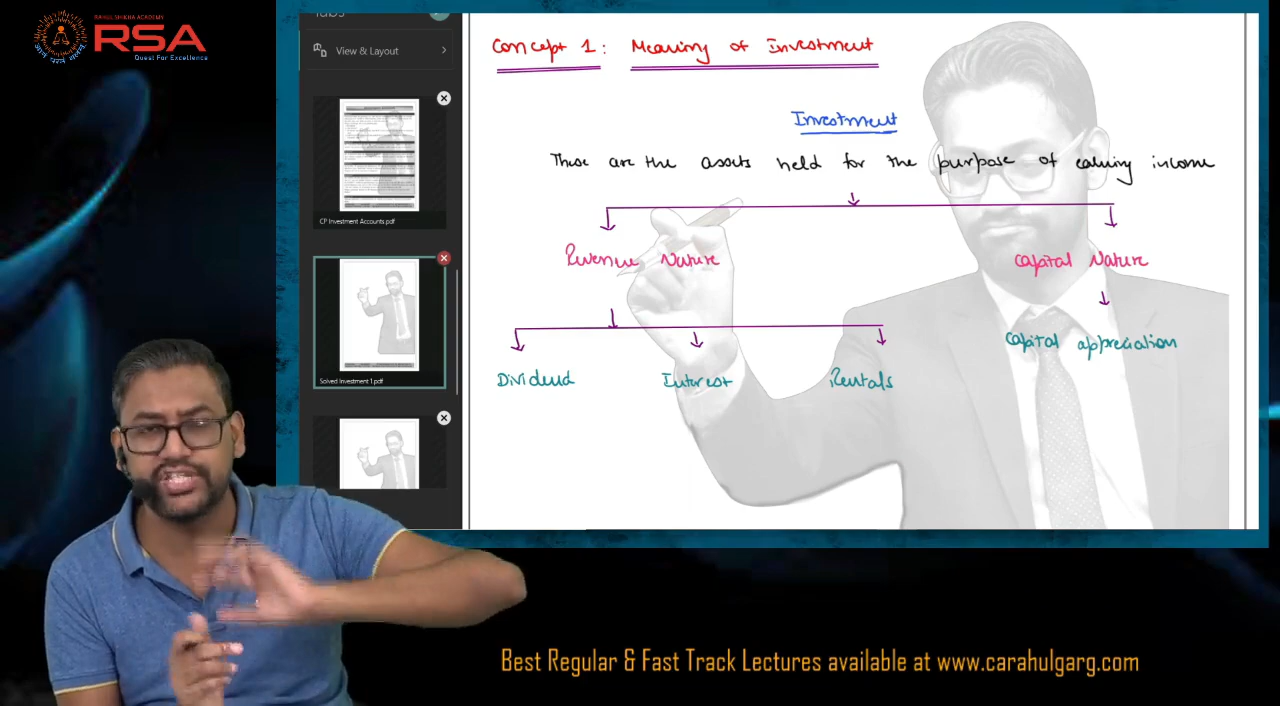 RAHUL SHIKHA ACADEMY
RSA
Quest For Excellence
Tabs
View & Layout
CP Investment Accounts.pdf
Solved Investment 1.pdf
Concept 1: Meaning of Investment
Investment
These are the assets held for the purpose of earning income
Revenue Nature
Capital Nature
Capital appreciation
Dividend
Interest
Rentals
Best Regular & Fast Track Lectures available at www.carahulgarg.com